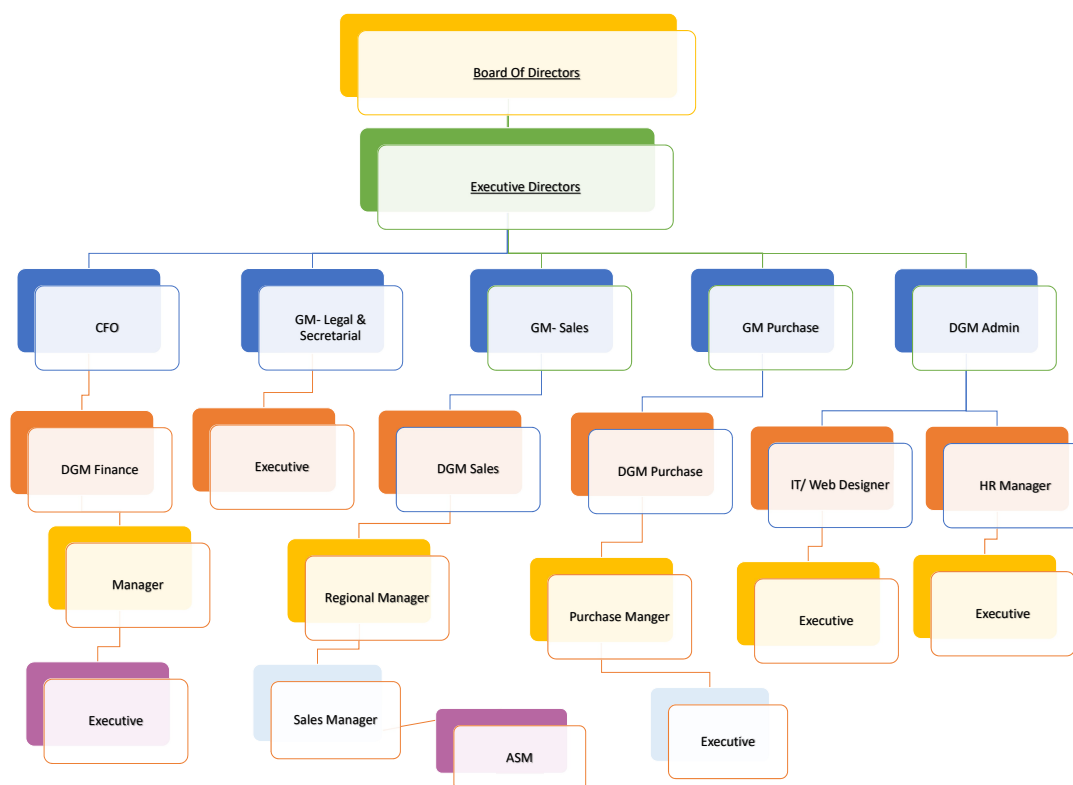 Board Of Directors
Executive Directors
CFO
GM- Legal &
Secretarial
GM- Sales
GM Purchase
DGM Admin
DGM Finance
Executive
DGM Sales
DGM Purchase
IT/ Web Designer
HR Manager
Manager
Regional Manager
Purchase Manger
Executive
Executive
Executive
Sales Manager
ASM
Executive